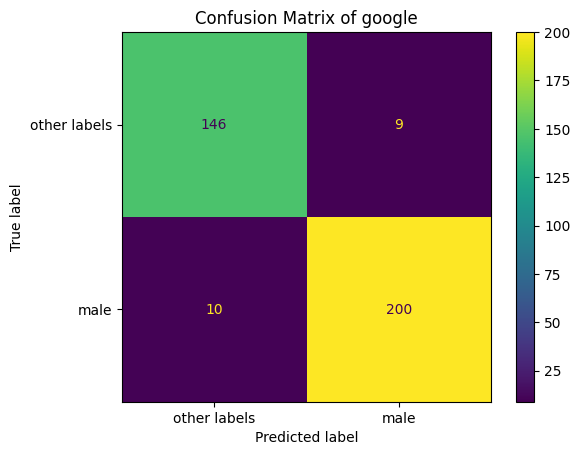 Confusion Matrix of google
True label
other labels
male
146
9
10
200
other labels
male
Predicted label
200
175
150
125
100
75
50
25